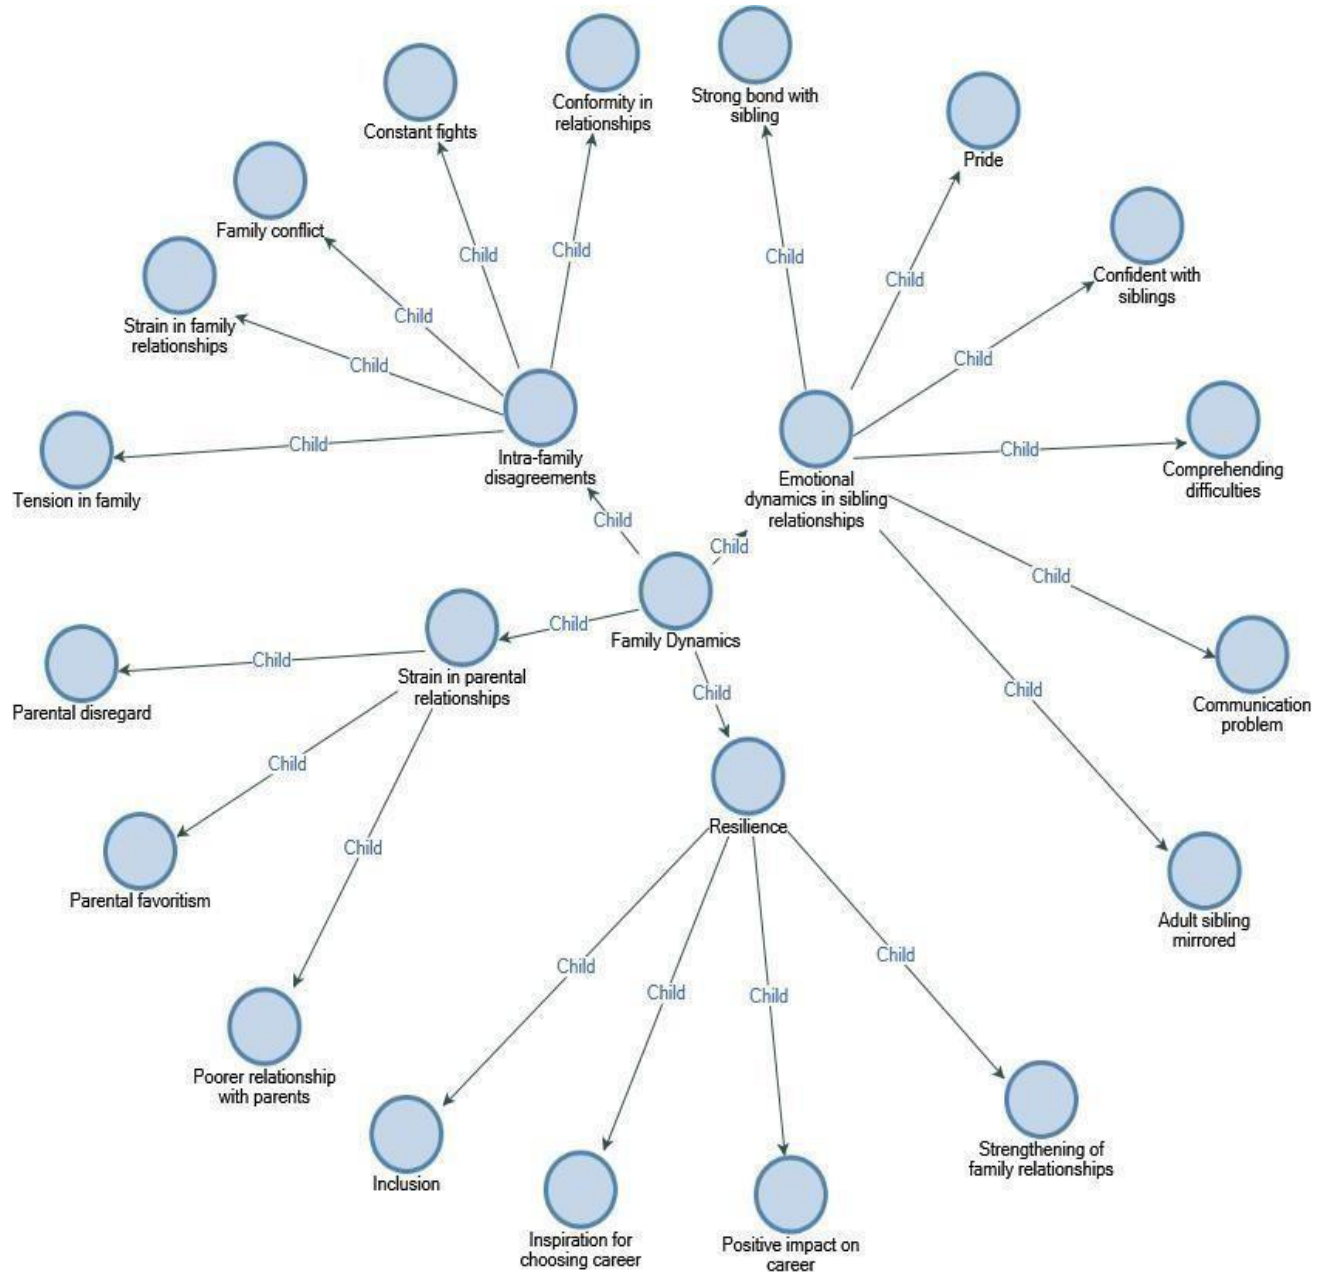 Strong bond with
sibling
Conformity in
relationships
Constant fights
Pride
Family conflict
Child
Child
Child
Child
Confident with
siblings
Strain in family
relationships
Child
Child
Child
Child
Child
Tension in family
Intra-family
disagreements
Emotional
dynamics in sibling
relationships
Comprehending
difficulties
Child
Child
Child
Child
Family Dynamics
Child
Strain in parental
relationships
Parental disregard
Child
Child
Communication
problem
Child
Resilience
Child
Parental favoritism
Adult sibling
mirrored
Child
Child
Child
Child
Poorer relationship
with parents
Strengthening of
family relationships
Inclusion
Inspiration for
choosing career
Positive impact on
career